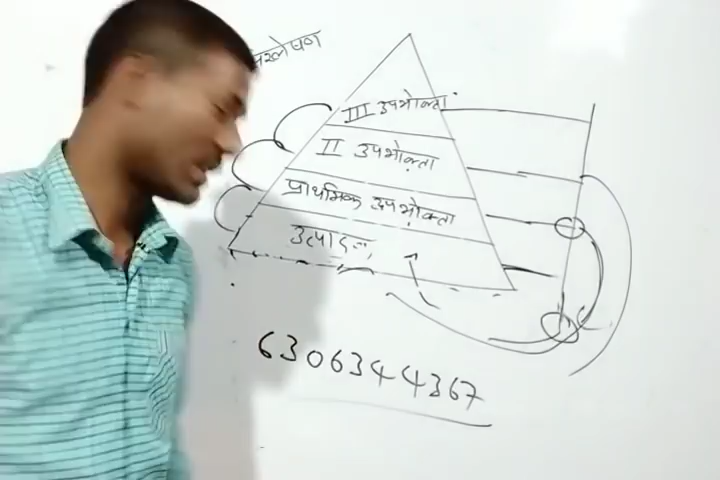 III उपभोक्ता
II उपभोक्ता
प्राथमिक उपभोक्ता
उत्पादक
6306344367